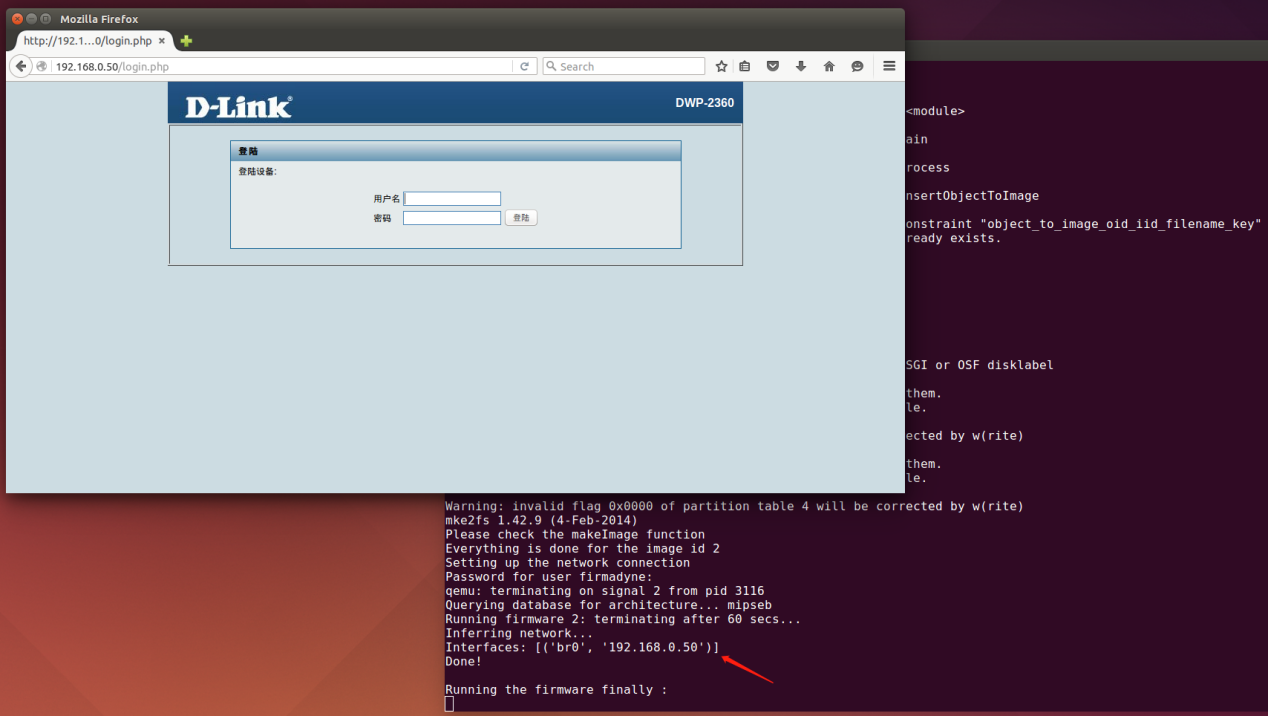 Mozilla Firefox
http://192.1...0/login.php
192.168.0.50/login.php
Search
D-Link®
DWP-2360
登陆
登陆设备:
用户名
密码
登陆
<module>
ain
rocess
nsertObjectToImage
onstraint "object_to_image_oid_iid_filename_key"
ready exists.
SGI or OSF disklabel
them.
le.
ected by w(rite)
them.
le.
Warning: invalid flag 0x0000 of partition table 4 will be corrected by w(rite)
mke2fs 1.42.9 (4-Feb-2014)
Please check the makeImage function
Everything is done for the image id 2
Setting up the network connection
Password for user firmadyne:
qemu: terminating on signal 2 from pid 3116
Querying database for architecture... mipseb
Running firmware 2: terminating after 60 secs...
Inferring network...
Interfaces: [('br0', '192.168.0.50')]
Done!
Running the firmware finally :